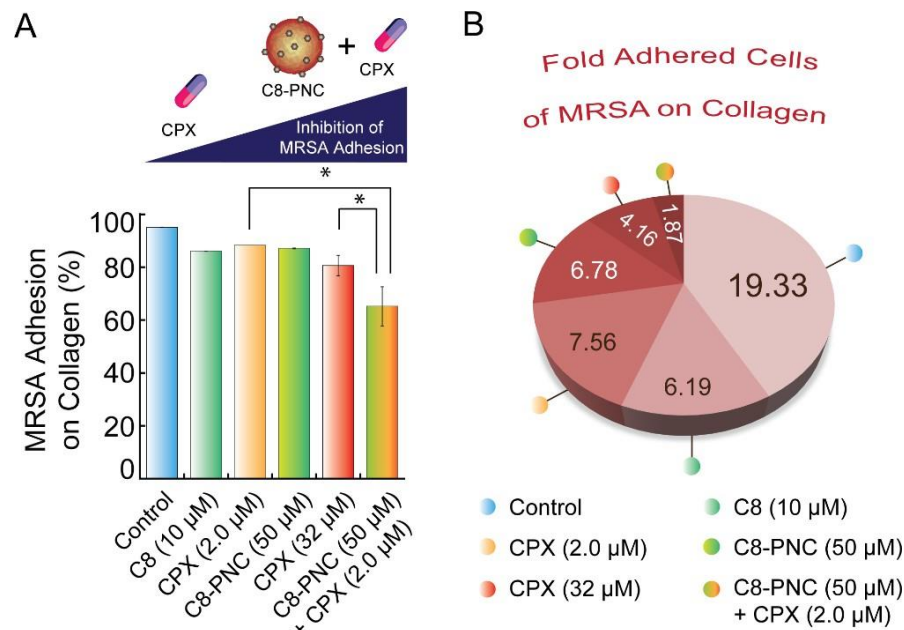 A
C8-PNC
+
CPX
CPX
Inhibition of
MRSA Adhesion
*
*
MRSA Adhesion
on Collagen (%)
100
80
60
40
20
0
Control
C8 (10 µM)
CPX (2.0 µM)
C8-PNC (50 µM)
CPX (32 µM)
C8-PNC (50 µM)
+ CPX (2.0 µM)
B
Fold Adhered Cells
of MRSA on Collagen
1.87
4.16
6.78
19.33
7.56
6.19
Control
C8 (10 µM)
CPX (2.0 µM)
C8-PNC (50 µM)
CPX (32 µM)
C8-PNC (50 µM)
+ CPX (2.0 µM)